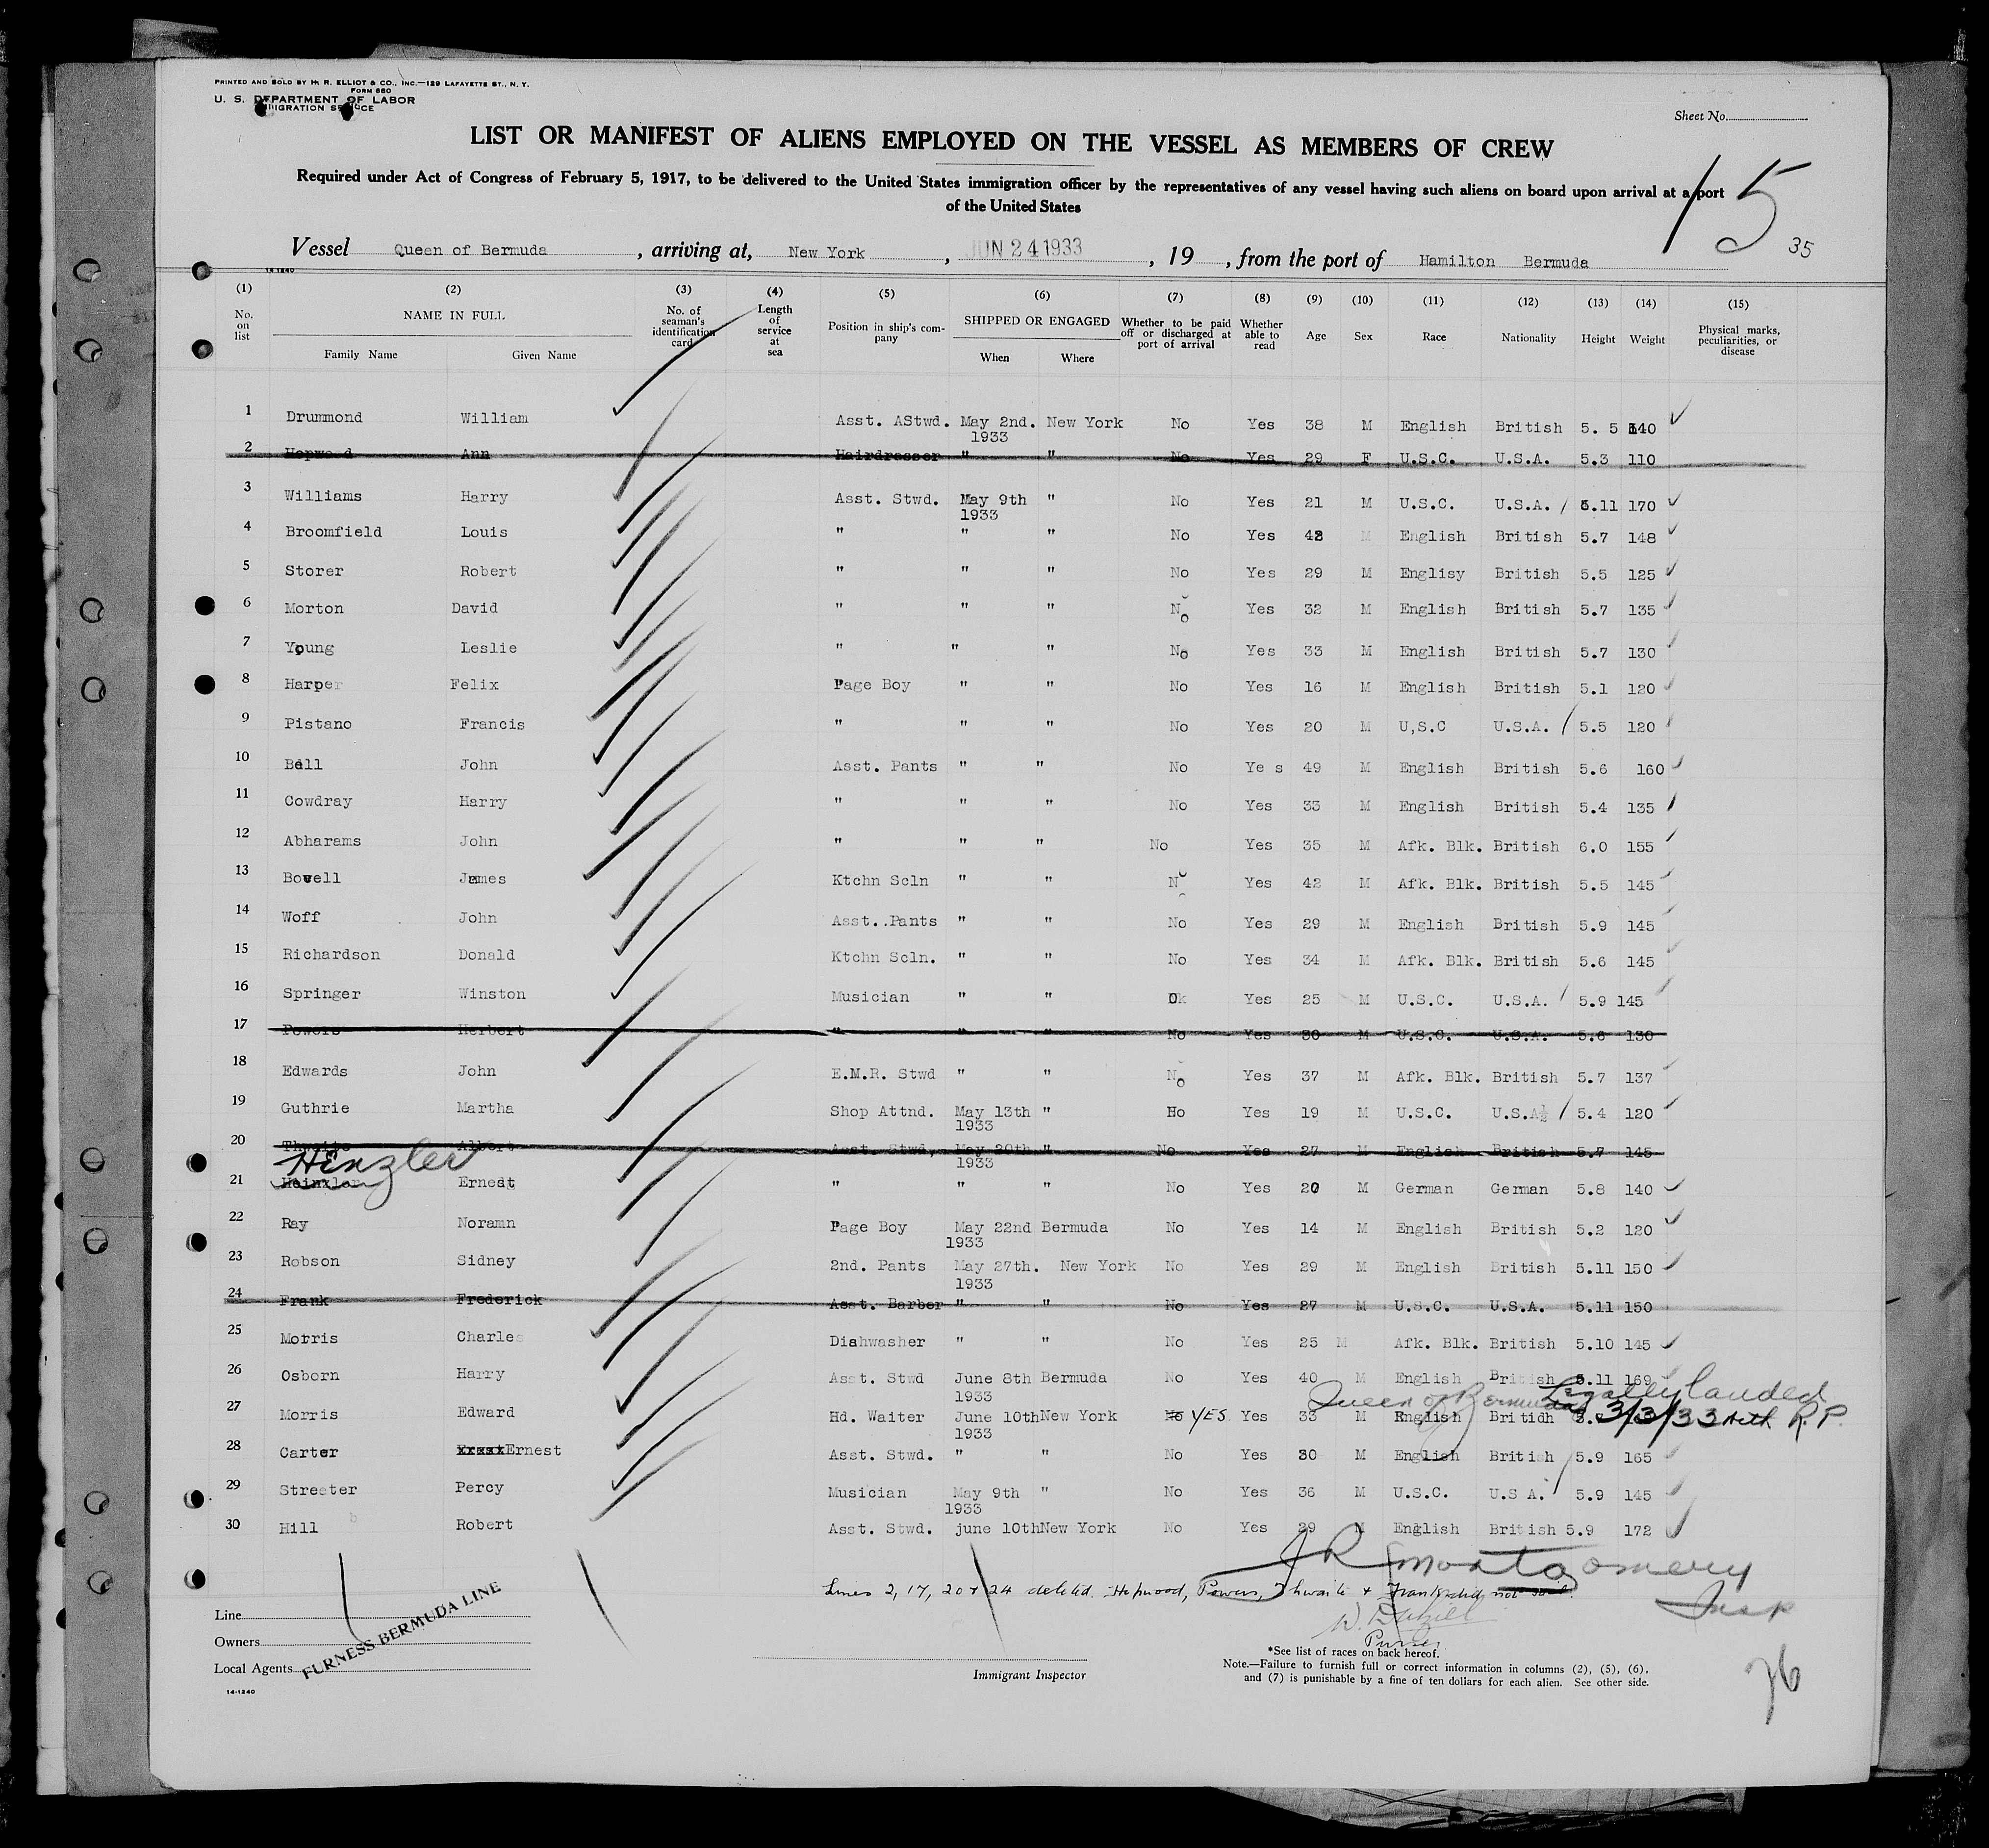 PRINTED AND SOLD BY H. R. ELLIOT & CO., INC.—129 LAFAYETTE ST., N. Y.
FORM 680
U. S. DEPARTMENT OF LABOR
IMMIGRATION SERVICE
Sheet No.
LIST OR MANIFEST OF ALIENS EMPLOYED ON THE VESSEL AS MEMBERS OF CREW
Required under Act of Congress of February 5, 1917, to be delivered to the United States immigration officer by the representatives of any vessel having such aliens on board upon arrival at a port
of the United States
15
35
Vessel Queen of Bermuda , arriving at, New York , JUN 24 1933 , 19 , from the port of Hamilton Bermuda
14-1240
(1) (2) (3) (4) (5) (6) (7) (8) (9) (10) (11) (12) (13) (14) (15)
No. on list NAME IN FULL Family Name Given Name No. of seaman's identification card Length of service at sea Position in ship's company SHIPPED OR ENGAGED When Where Whether to be paid off or discharged at port of arrival Whether able to read Age Sex Race Nationality Height Weight Physical marks, peculiarities, or disease
1 Drummond William Asst. AStwd. May 2nd. 1933 New York No Yes 38 M English British 5. 5 140
2 Hopwood Ann Hairdresser " " No Yes 29 F U.S.C. U.S.A. 5.3 110
3 Williams Harry Asst. Stwd. May 9th 1933 " No Yes 21 M U.S.C. U.S.A. 5.11 170
4 Broomfield Louis " " " No Yes 42 M English British 5.7 148
5 Storer Robert " " " No Yes 29 M Englisy British 5.5 125
6 Morton David " " " No Yes 32 M English British 5.7 135
7 Young Leslie " " " No Yes 33 M English British 5.7 130
8 Harper Felix Page Boy " " No Yes 16 M English British 5.1 120
9 Pistano Francis " " " No Yes 20 M U,S.C U.S.A. 5.5 120
10 Bell John Asst. Pants " " No Ye s 49 M English British 5.6 160
11 Cowdray Harry " " " No Yes 33 M English British 5.4 135
12 Abharams John " " " No Yes 35 M Afk. Blk. British 6.0 155
13 Bovell James Ktchn Scln " " No Yes 42 M Afk. Blk. British 5.5 145
14 Woff John Asst..Pants " " No Yes 29 M English British 5.9 145
15 Richardson Donald Ktchn Scln. " " No Yes 34 M Afk. Blk. British 5.6 145
16 Springer Winston Musician " " Ok Yes 25 M U.S.C. U.S.A. 5.9 145
17 Powers Herbert " " " No Yes 30 M U.S.C. U.S.A. 5.6 130
18 Edwards John E.M.R. Stwd " " No Yes 37 M Afk. Blk. British 5.7 137
19 Guthrie Martha Shop Attnd. May 13th 1933 " No Yes 19 M U.S.C. U.S.A 5.4 120
20 Thwaite Albert Asst. Stwd, May 20th 1933 " No Yes 27 M English British 5.7 145
Hinzler
21 Heinxler Ernest " " " No Yes 20 M German German 5.8 140
22 Ray Noramn Page Boy May 22nd 1933 Bermuda No Yes 14 M English British 5.2 120
23 Robson Sidney 2nd. Pants May 27th. 1933 New York No Yes 29 M English British 5.11 150
24 Frank Frederick Asst. Barber " " No Yes 27 M U.S.C. U.S.A. 5.11 150
25 Morris Charles Dishwasher " " No Yes 25 M Afk. Blk. British 5.10 145
26 Osborn Harry Asst. Stwd June 8th 1933 Bermuda No Yes 40 M English British 5.11 169
Queen of Bermuda Legally landed
27 Morris Edward Hd. Waiter June 10th 1933 New York No YES Yes 33 M English Britidh 5. 3/3/33 R.P.
28 Carter Ernest Asst. Stwd. " " No Yes 30 M English British 5.9 165
29 Streeter Percy Musician May 9th 1933 " No Yes 36 M U.S.C. U.S A. 5.9 145
30 Hill Robert Asst. Stwd. june 10th New York No Yes 29 M English British 5.9 172
J R Montgomery
Insp
Lines 2, 17, 20 & 24 deleted. Hopwood, Powers, Thwaite & Frank did not sail.
Purser
Line
Owners
Local Agents
FURNESS BERMUDA LINE
14-1240
Immigrant Inspector
*See list of races on back hereof.
Note.—Failure to furnish full or correct information in columns (2), (5), (6),
and (7) is punishable by a fine of ten dollars for each alien. See other side.
76